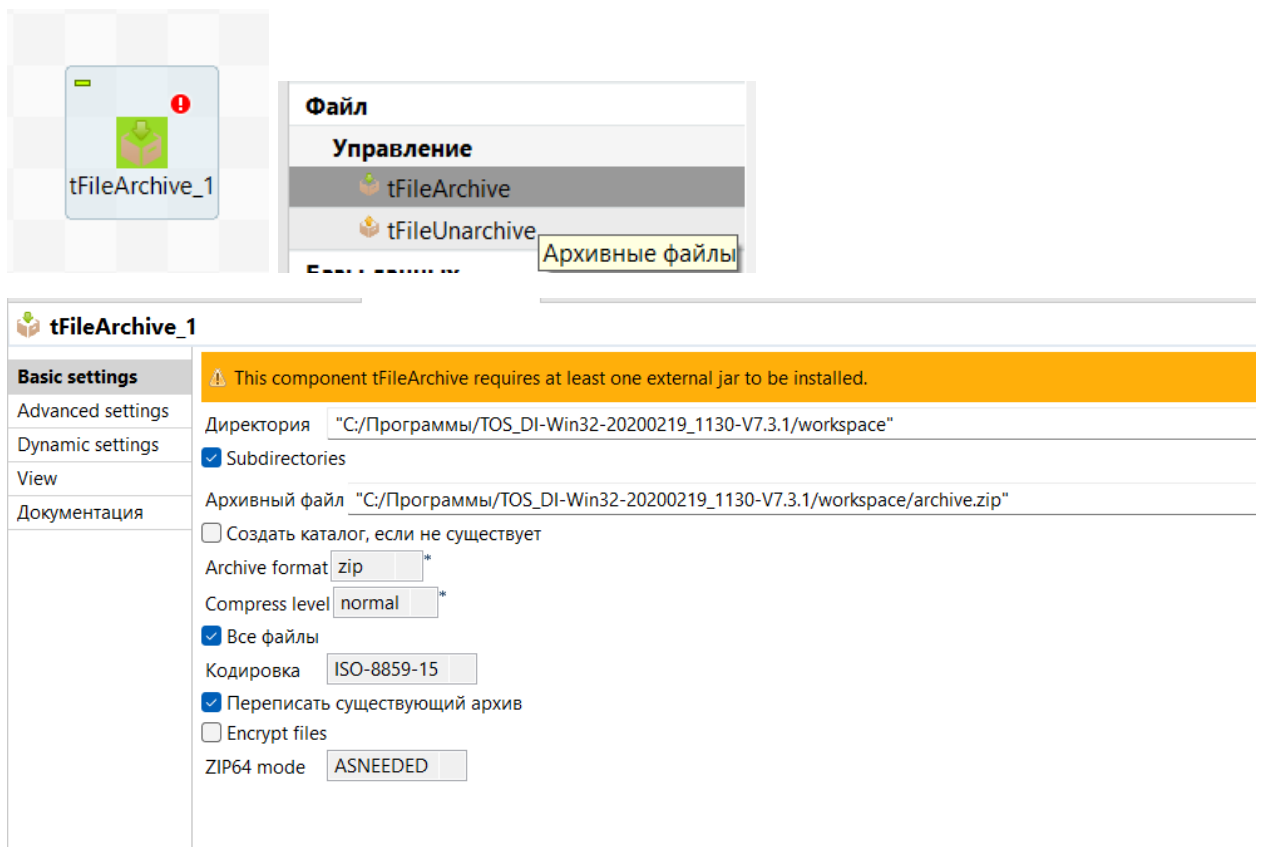 tFileArchive_1
Файл
Управление
tFileArchive
tFileUnarchive
Архивные файлы
Базы данных
tFileArchive_1
Basic settings
Advanced settings
Dynamic settings
View
Документация
This component tFileArchive requires at least one external jar to be installed.
Директория "C:/Программы/TOS_DI-Win32-20200219_1130-V7.3.1/workspace"
Subdirectories
Архивный файл "C:/Программы/TOS_DI-Win32-20200219_1130-V7.3.1/workspace/archive.zip"
Создать каталог, если не существует
Archive format zip *
Compress level normal *
Все файлы
Кодировка ISO-8859-15
Переписать существующий архив
Encrypt files
ZIP64 mode ASNEEDED